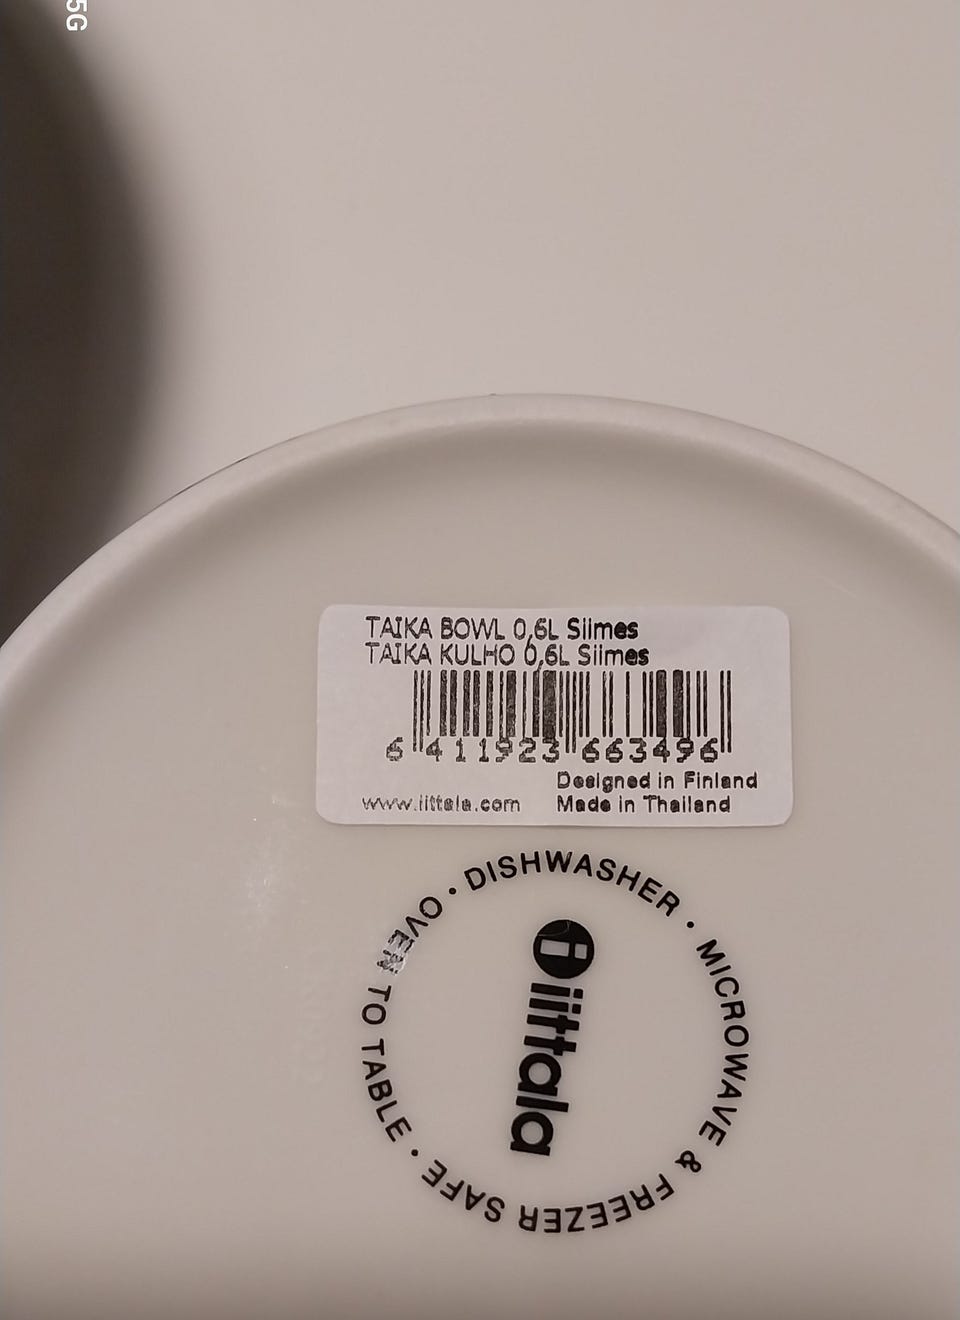 5G
TAIKA BOWL 0,6L Siimes
TAIKA KULHO 0,6L Siimes
6 411923 663496
Designed in Finland
www.iittala.com Made in Thailand
OVEN TO TABLE • DISHWASHER • MICROWAVE & FREEZER SAFE •
iittala